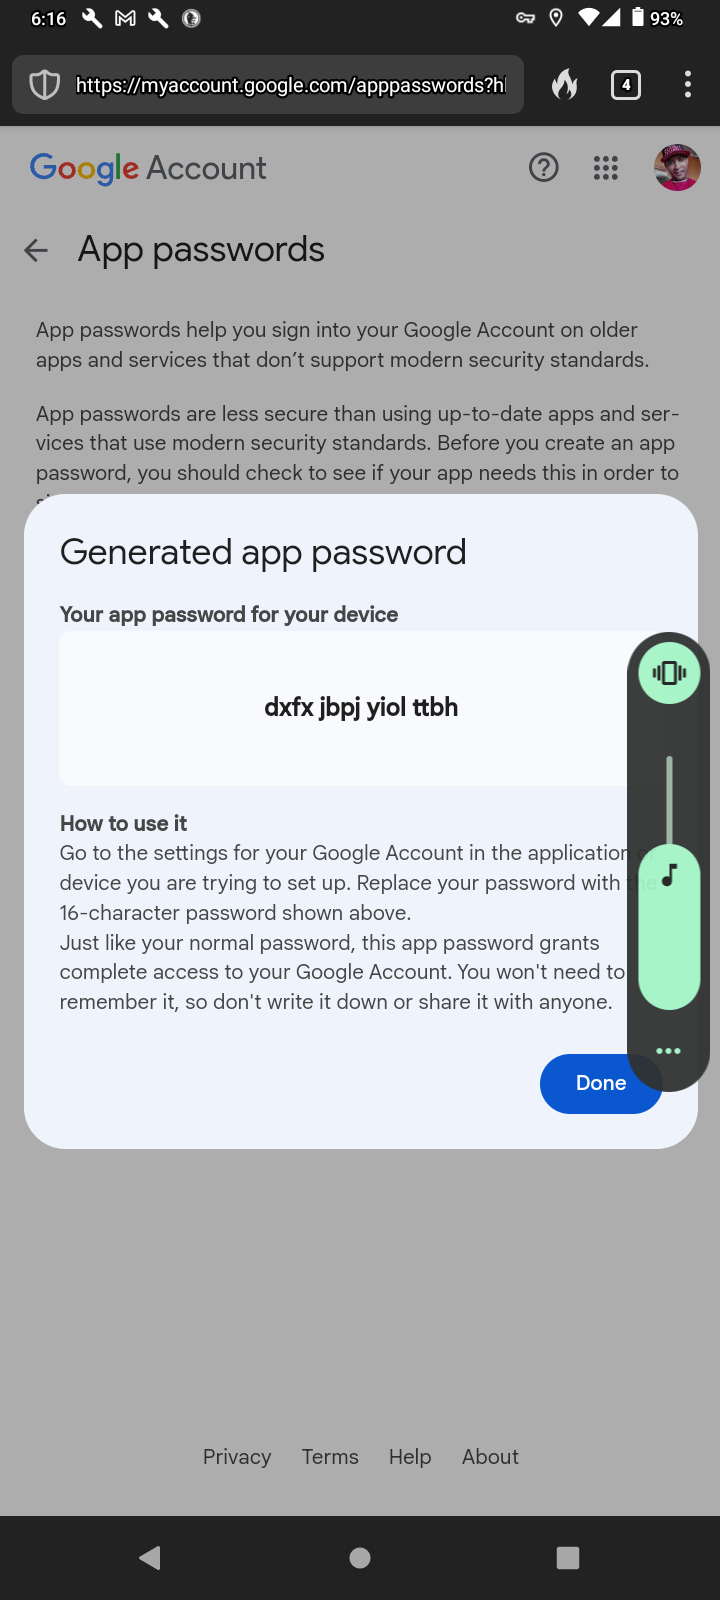 6:16
93%
https://myaccount.google.com/apppasswords?hl
4
Google Account
App passwords
App passwords help you sign into your Google Account on older
apps and services that don’t support modern security standards.
App passwords are less secure than using up-to-date apps and ser-
vices that use modern security standards. Before you create an app
password, you should check to see if your app needs this in order to
Generated app password
Your app password for your device
dxfx jbpj yiol ttbh
How to use it
Go to the settings for your Google Account in the application or
device you are trying to set up. Replace your password with the
16-character password shown above.
Just like your normal password, this app password grants
complete access to your Google Account. You won't need to
remember it, so don't write it down or share it with anyone.
Done
Privacy Terms Help About